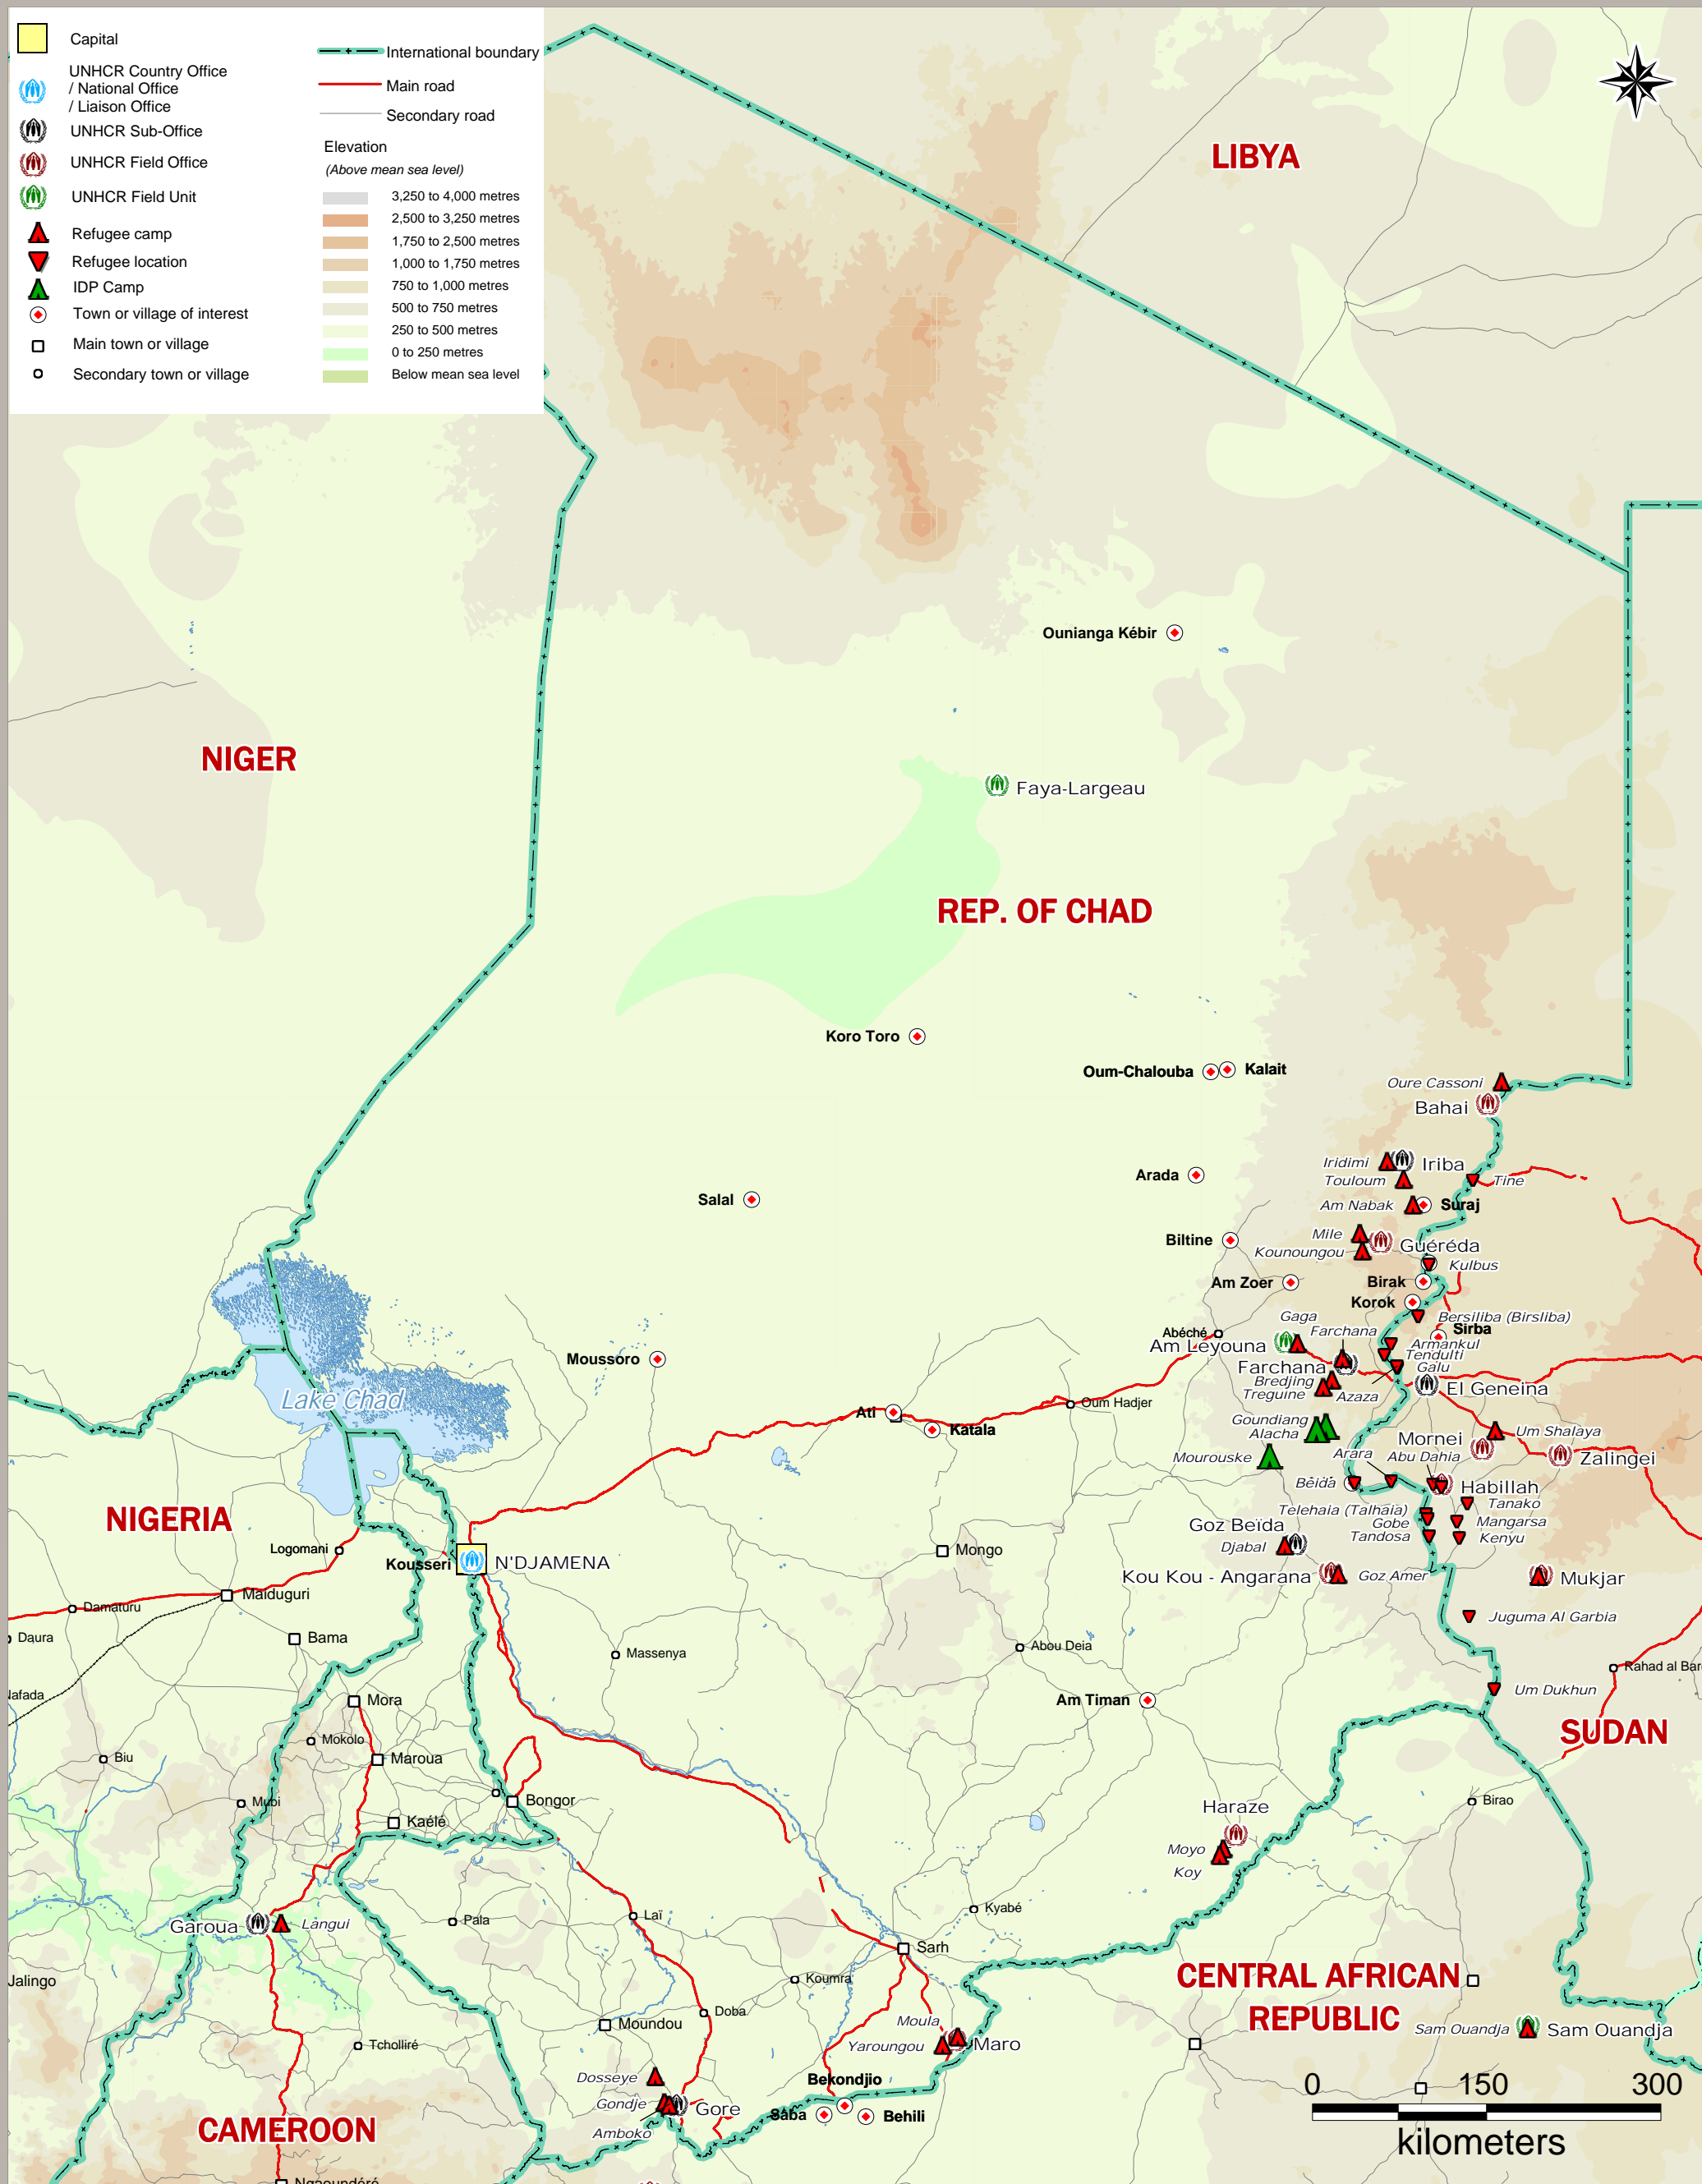 Capital
UNHCR Country Office
/ National Office
/ Liaison Office
UNHCR Sub-Office
UNHCR Field Office
UNHCR Field Unit
Refugee camp
Refugee location
IDP Camp
Town or village of interest
Main town or village
Secondary town or village
International boundary
Main road
Secondary road
Elevation
(Above mean sea level)
3,250 to 4,000 metres
2,500 to 3,250 metres
1,750 to 2,500 metres
1,000 to 1,750 metres
750 to 1,000 metres
500 to 750 metres
250 to 500 metres
0 to 250 metres
Below mean sea level
LIBYA
Ounianga Kébir
NIGER
Faya-Largeau
REP. OF CHAD
Koro Toro
Oum-Chalouba
Kalait
Oure Cassoni
Bahai
Iridimi
Iriba
Touloum
Tine
Arada
Salal
Am Nabak
Suraj
Mile
Biltine
Guéréda
Kounoungou
Kulbus
Am Zoer
Birak
Korok
Gaga
Bersiliba (Birsliba)
Farchana
Sirba
Abéché
Armankul
Am Leyouna
Tendulti
Moussoro
Farchana
Galu
Bredjing
Treguine
Azaza
El Geneina
Lake Chad
Oum Hadjer
Ati
Katala
Goundiang
Alacha
Um Shalaya
Mornei
Arara
Abu Dahia
Mourouske
Zalingei
Beida
Habillah
Tanako
Telehaia (Talhaia)
NIGERIA
Gobe
Mangarsa
Goz Beïda
Tandosa
Kenyu
Djabal
Logomani
Mongo
Kousseri
N'DJAMENA
Kou Kou - Angarana
Goz Amer
Mukjar
Maiduguri
Damaturu
Juguma Al Garbia
Daura
Bama
Abou Deia
Massenya
Rahad al Bar
Um Dukhun
Mora
Am Timan
SUDAN
Mokolo
Biu
Maroua
Mubi
Bongor
Birao
Haraze
Kaélé
Moyo
Koy
Kyabé
Laï
Pala
Garoua
Langui
Sarh
CENTRAL AFRICAN
REPUBLIC
Jalingo
Koumra
Doba
Moundou
Moula
Sam Ouandja
Sam Ouandja
Tcholliré
Yaroungou
Maro
Dosseye
Bekondjio
0 150 300
Gondje
Gore
Saba
Behili
CAMEROON
Amboko
kilometers
Ngaoundéré